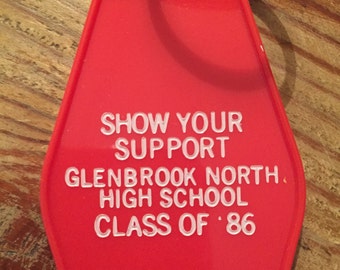 SHOW YOUR
SUPPORT
GLENBROOK NORTH
HIGH SCHOOL
CLASS OF '86